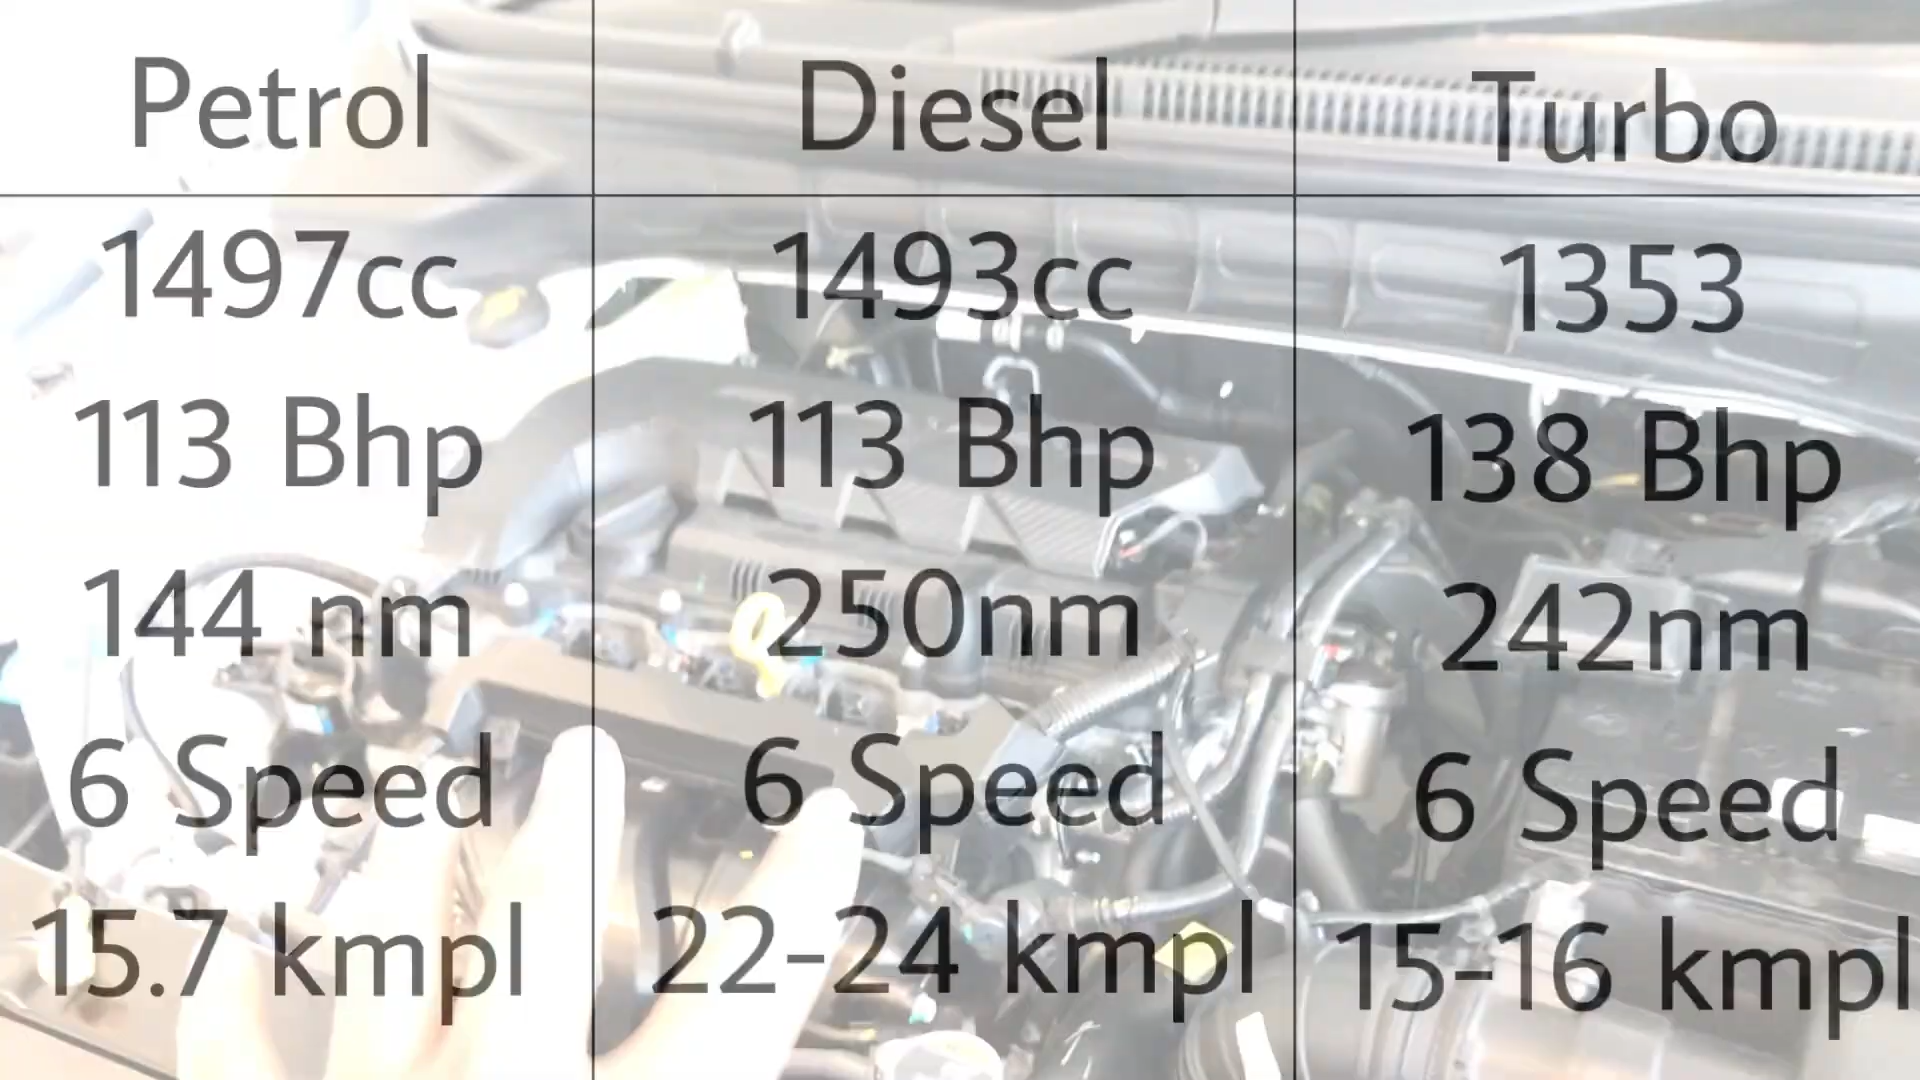 Petrol Diesel Turbo
1497cc 1493cc 1353
113 Bhp 113 Bhp 138 Bhp
144 nm 250nm 242nm
6 Speed 6 Speed 6 Speed
15.7 kmpl 22-24 kmpl 15-16 kmpl